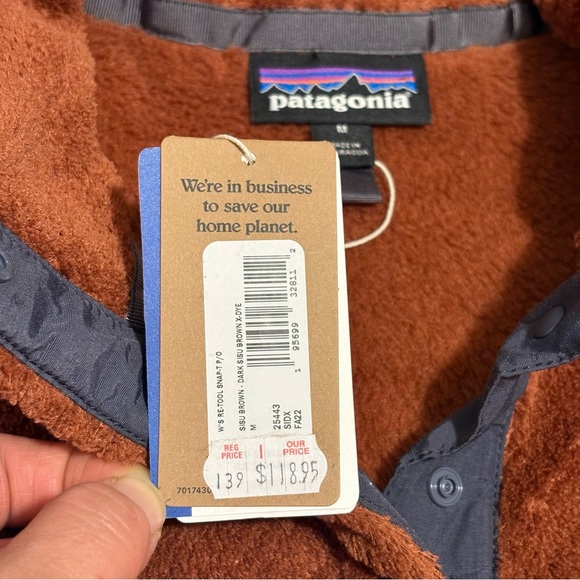 patagonia
M
MADE IN
We're in business
to save our
home planet.
W'S RE-TOOL SNAP-T P/O
SISU BROWN - DARK SISU BROWN X-DYE
M
25443
SIDX
FA22
1 95699 32811 2
REG PRICE
139
OUR PRICE
$118.95